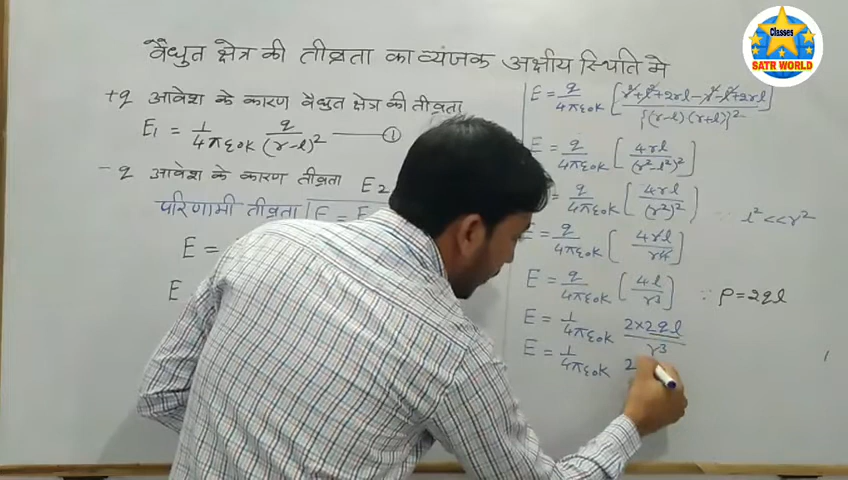 वैधुत क्षेत्र की तीव्रता का व्यंजक अक्षीय स्थिति मे
+q आवेश के कारण वैधुत क्षेत्र की तीव्रता
E₁ = 1/4πε₀K q/(r-l)² ——— ①
-q आवेश के कारण तीव्रता E₂
परिणामी तीव्रता E = E
E =
E
E = q/4πε₀K [r²+l²+2rl-r²-l²+2rl/{(r-l)(r+l)}²]
E = q/4πε₀K [4rl/(r²-l²)²]
= q/4πε₀K [4rl/(r²)²] ∵ l²<<r²
E = q/4πε₀K [4rl/r⁴]
E = q/4πε₀K [4l/r³] ∵ P=2ql
E = 1/4πε₀K 2×2ql/r³
E = 1/4πε₀K 2
Classes
SATR WORLD